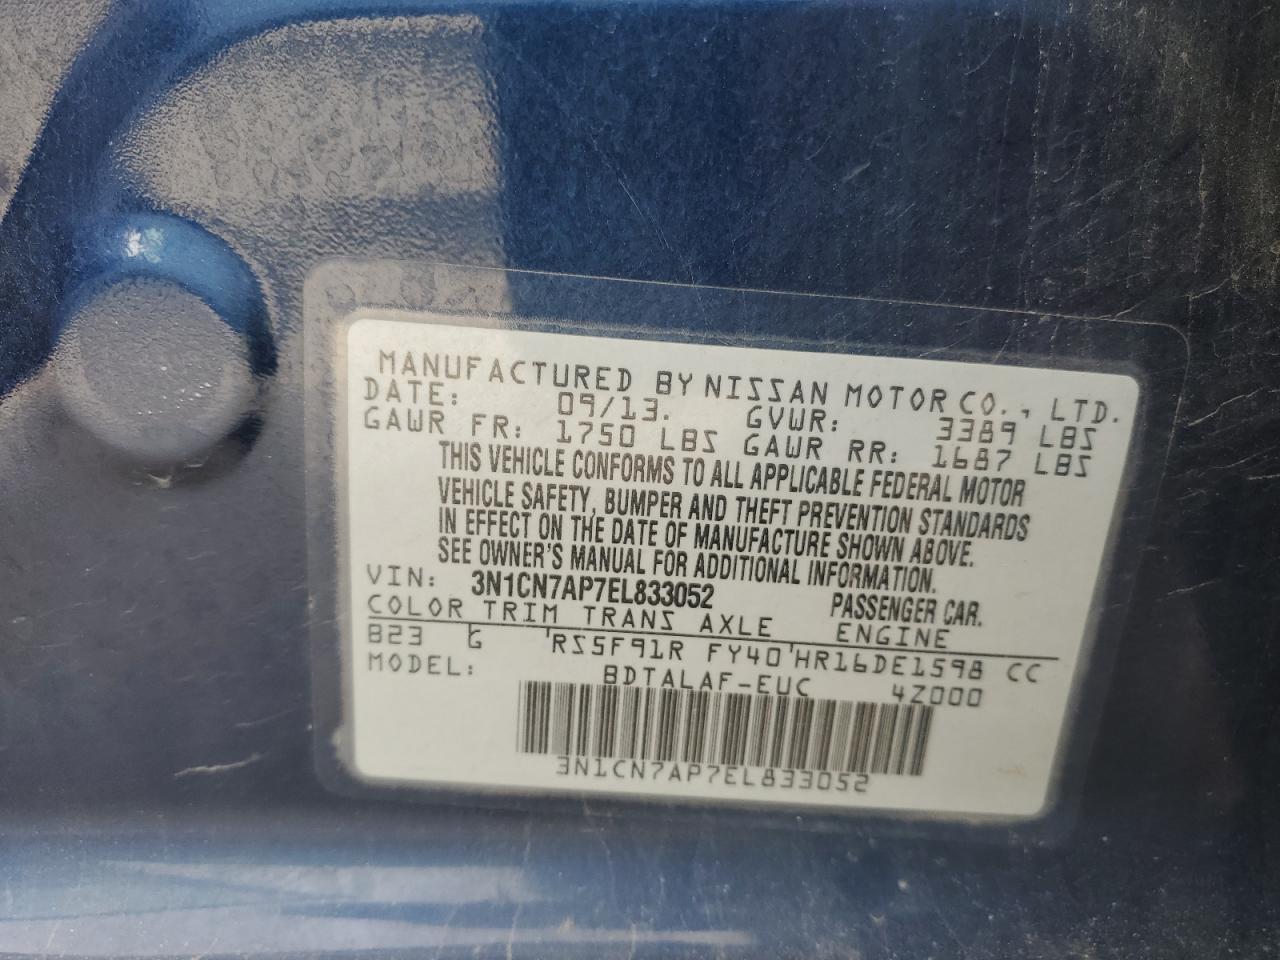 MANUFACTURED BY NISSAN MOTOR CO., LTD.
DATE: 09/13. GVWR: 3389 LBS
GAWR FR: 1750 LBS GAWR RR: 1687 LBS
THIS VEHICLE CONFORMS TO ALL APPLICABLE FEDERAL MOTOR
VEHICLE SAFETY, BUMPER AND THEFT PREVENTION STANDARDS
IN EFFECT ON THE DATE OF MANUFACTURE SHOWN ABOVE.
SEE OWNER'S MANUAL FOR ADDITIONAL INFORMATION.
VIN: 3N1CN7AP7EL833052 PASSENGER CAR.
COLOR TRIM TRANS AXLE ENGINE
B23 G RS5F91R FY40 HR16DE1598 CC
MODEL: BDTALAF-EUC 4Z000
3N1CN7AP7EL833052